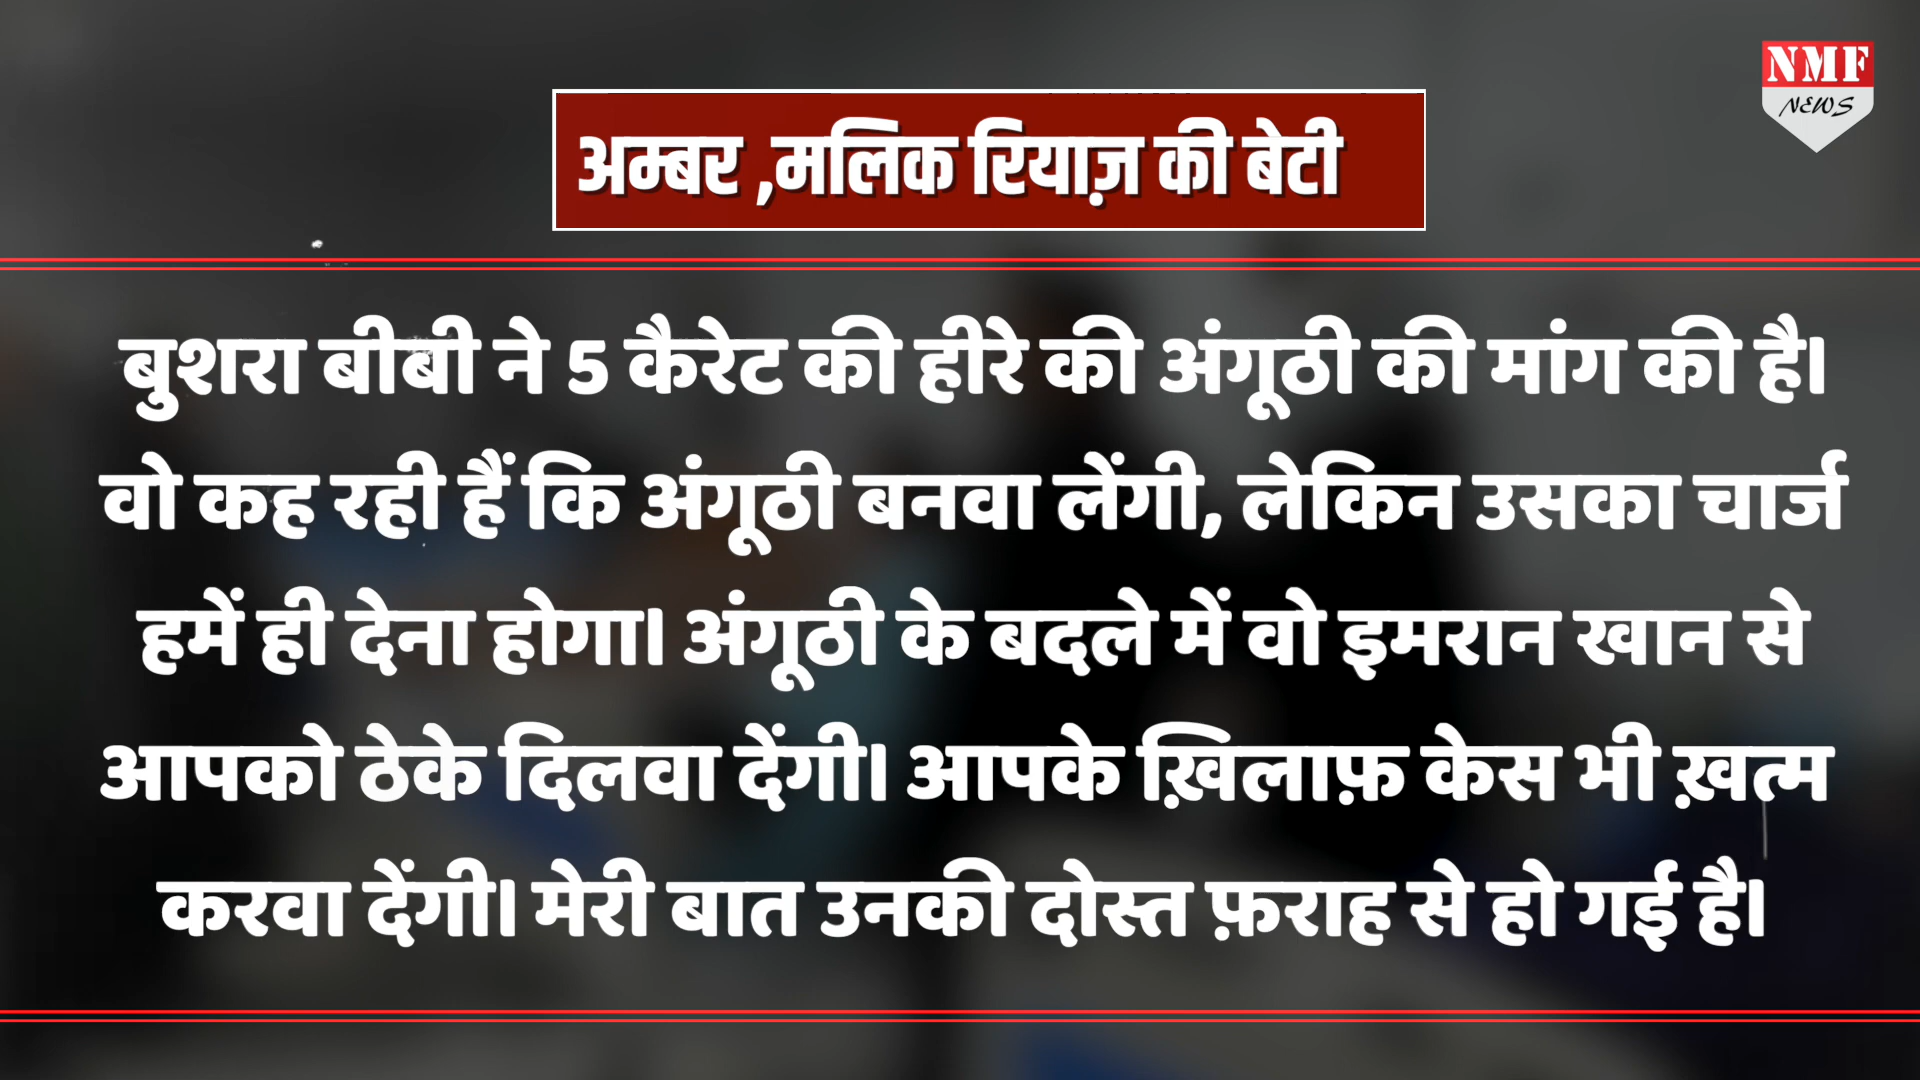 NMF
NEWS
अम्बर ,मलिक रियाज़ की बेटी
बुशरा बीबी ने 5 कैरेट की हीरे की अंगूठी की मांग की है।
वो कह रही हैं कि अंगूठी बनवा लेंगी, लेकिन उसका चार्ज
हमें ही देना होगा। अंगूठी के बदले में वो इमरान खान से
आपको ठेके दिलवा देंगी। आपके ख़िलाफ़ केस भी ख़त्म
करवा देंगी। मेरी बात उनकी दोस्त फ़राह से हो गई है।